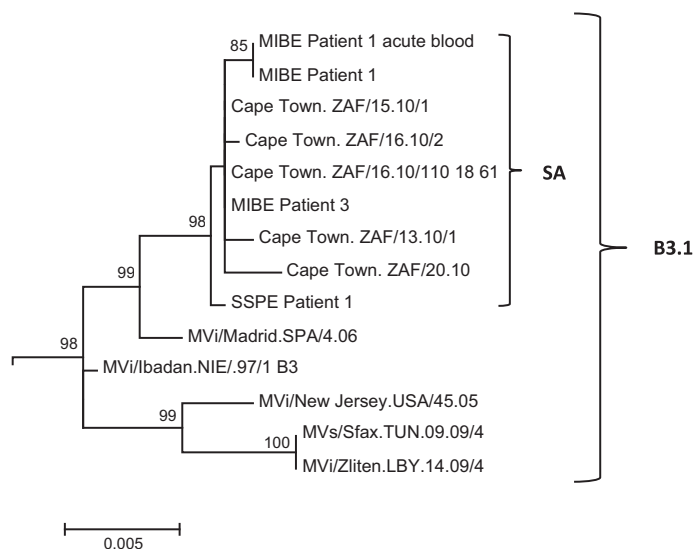 MIBE Patient 1 acute blood
85
MIBE Patient 1
Cape Town. ZAF/15.10/1
Cape Town. ZAF/16.10/2
Cape Town. ZAF/16.10/110 18 61
SA
MIBE Patient 3
98
Cape Town. ZAF/13.10/1
B3.1
Cape Town. ZAF/20.10
99
SSPE Patient 1
MVi/Madrid.SPA/4.06
98
MVi/Ibadan.NIE/.97/1 B3
MVi/New Jersey.USA/45.05
99
MVs/Sfax.TUN.09.09/4
100
MVi/Zliten.LBY.14.09/4
0.005